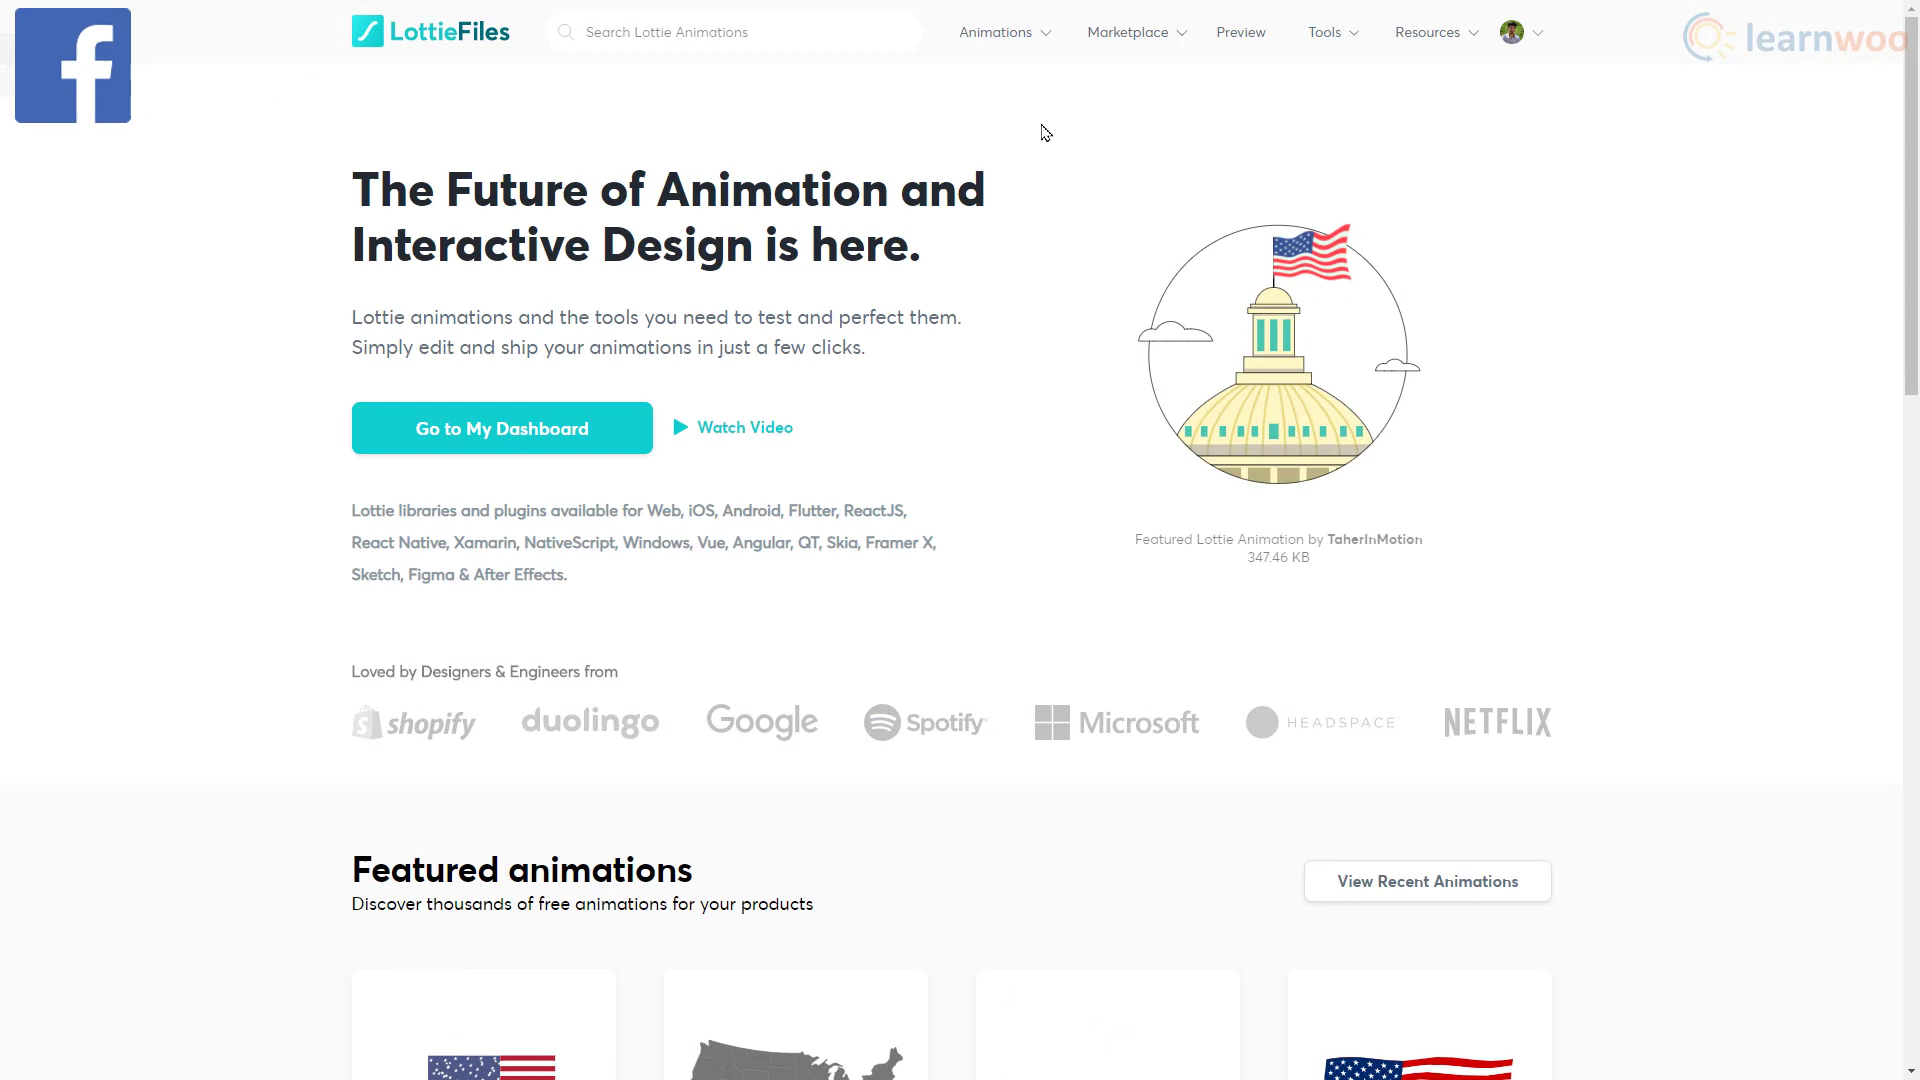 LottieFiles
Search Lottie Animations
Animations
Marketplace
Preview
Tools
Resources
learnwoo
The Future of Animation and
Interactive Design is here.
Lottie animations and the tools you need to test and perfect them.
Simply edit and ship your animations in just a few clicks.
Go to My Dashboard
Watch Video
Lottie libraries and plugins available for Web, iOS, Android, Flutter, ReactJS,
React Native, Xamarin, NativeScript, Windows, Vue, Angular, QT, Skia, Framer X,
Sketch, Figma & After Effects.
Featured Lottie Animation by TaherInMotion
347.46 KB
Loved by Designers & Engineers from
shopify
duolingo
Google
Spotify
Microsoft
HEADSPACE
NETFLIX
Featured animations
Discover thousands of free animations for your products
View Recent Animations